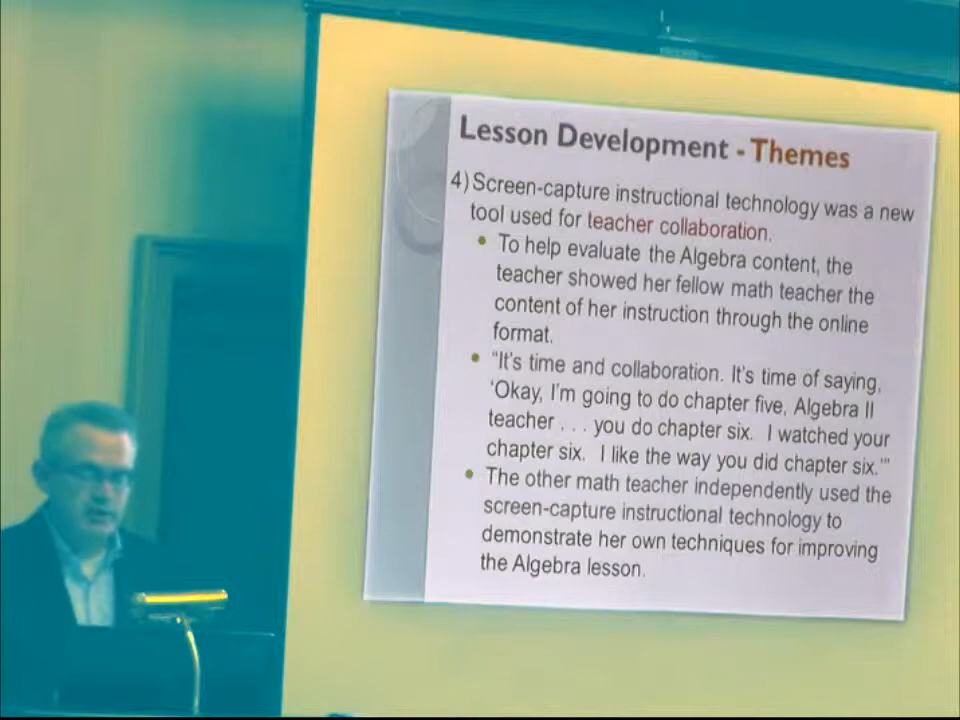 Lesson Development - Themes
4) Screen-capture instructional technology was a new
tool used for teacher collaboration.
• To help evaluate the Algebra content, the
teacher showed her fellow math teacher the
content of her instruction through the online
format.
• “It’s time and collaboration. It’s time of saying,
‘Okay, I’m going to do chapter five, Algebra II
teacher . . . you do chapter six. I watched your
chapter six. I like the way you did chapter six.’”
• The other math teacher independently used the
screen-capture instructional technology to
demonstrate her own techniques for improving
the Algebra lesson.